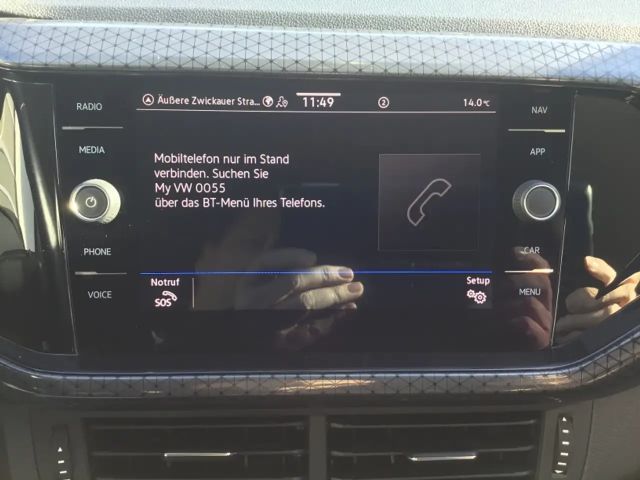 RADIO
MEDIA
PHONE
VOICE
Äußere Zwickauer Stra... 11:49 2 14.0°C
Mobiltelefon nur im Stand
verbinden. Suchen Sie
My VW 0055
über das BT-Menü Ihres Telefons.
Notruf
SOS
Setup
NAV
APP
CAR
MENU